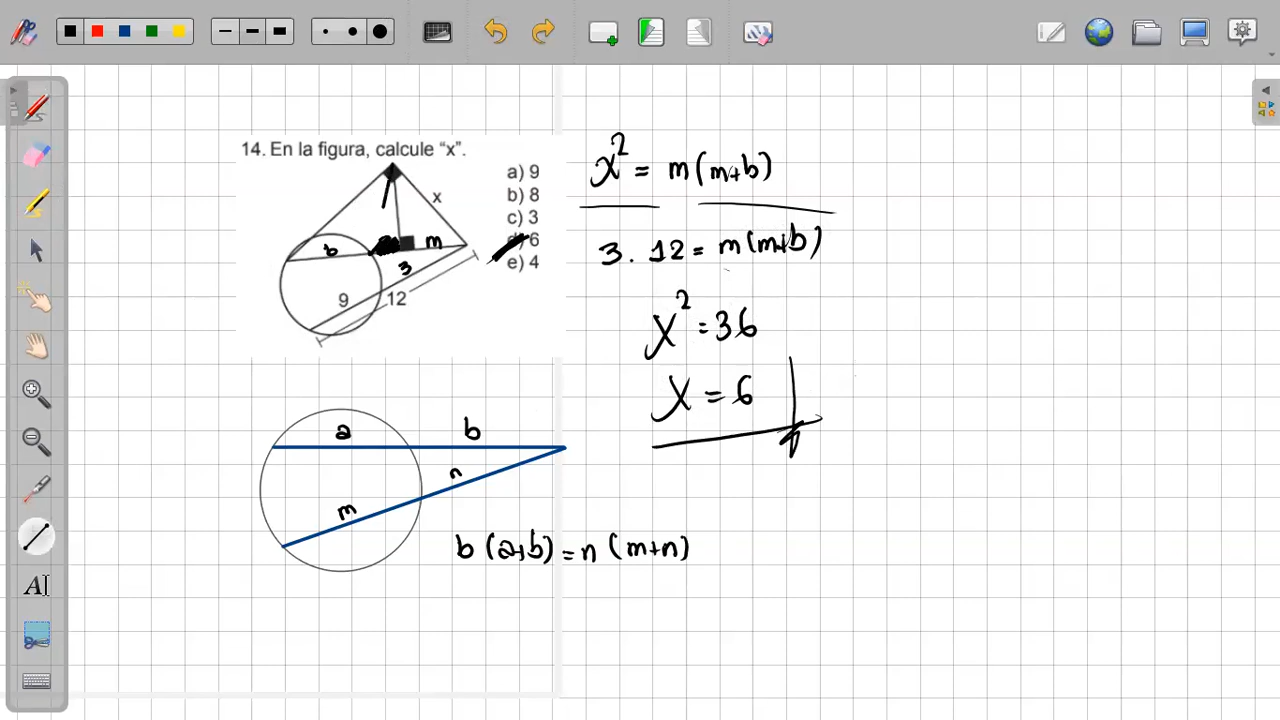 14. En la figura, calcule “x”.
a) 9
b) 8
c) 3
6
e) 4
x
b
m
3
9
12
x² = m(m+b)
3. 12 = m(m+b)
x² = 36
x = 6
a
b
n
m
b (a+b) = n (m+n)
A